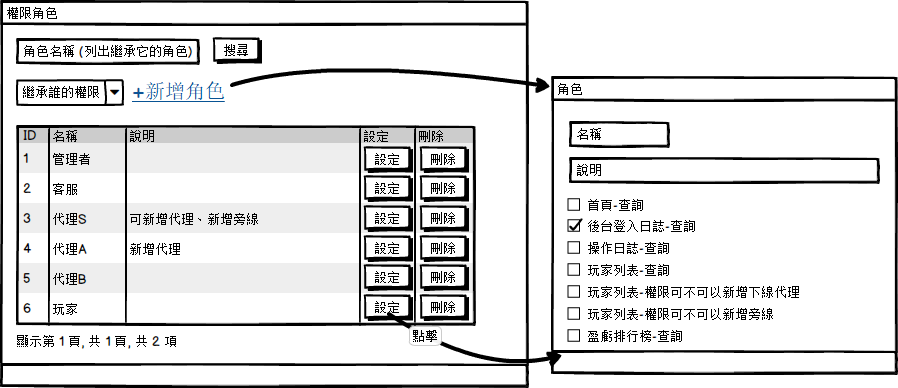 權限角色
角色名稱 (列出繼承它的角色)
搜尋
繼承誰的權限
+新增角色
ID 名稱 說明 設定 刪除
1 管理者 設定 刪除
2 客服 設定 刪除
3 代理S 可新增代理、新增旁線 設定 刪除
4 代理A 新增代理 設定 刪除
5 代理B 設定 刪除
6 玩家 設定 刪除
點擊
顯示第 1 頁, 共 1 頁, 共 2 項
角色
名稱
說明
首頁-查詢
後台登入日誌-查詢
操作日誌-查詢
玩家列表-查詢
玩家列表-權限可不可以新增下線代理
玩家列表-權限可不可以新增旁線
盈虧排行榜-查詢